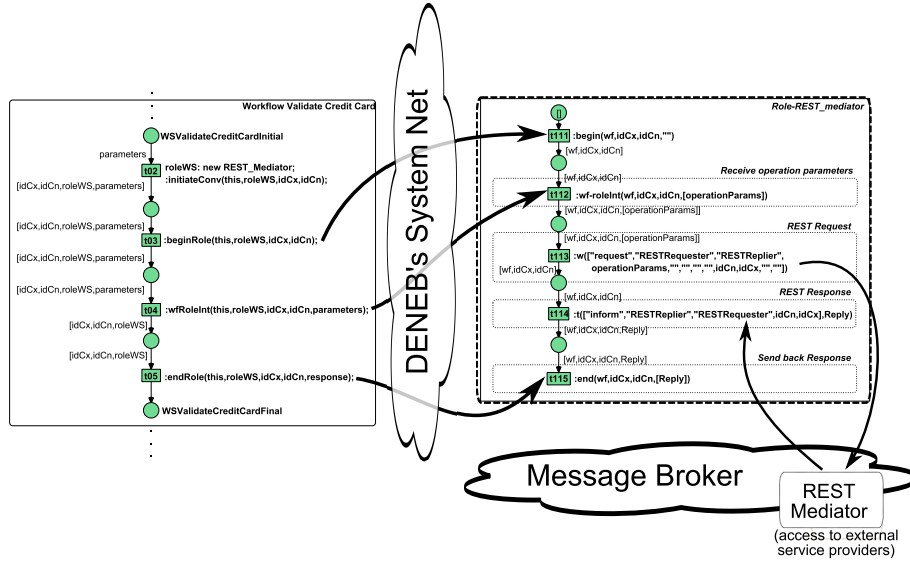 Workflow Validate Credit Card
WSValidateCreditCardInitial
parameters
t02
roleWS: new REST_Mediator;
:initiateConv(this,roleWS,idCx,idCn);
[idCx,idCn,roleWS,parameters]
[idCx,idCn,roleWS,parameters]
t03
:beginRole(this,roleWS,idCx,idCn);
[idCx,idCn,roleWS,parameters]
[idCx,idCn,roleWS,parameters]
t04
:wfRoleInt(this,roleWS,idCx,idCn,parameters);
[idCx,idCn,roleWS]
[idCx,idCn,roleWS]
t05
:endRole(this,roleWS,idCx,idCn,response);
WSValidateCreditCardFinal
DENEB's System Net
Role-REST_mediator
[]
t111
:begin(wf,idCx,idCn,"")
[wf,idCx,idCn]
[wf,idCx,idCn]
Receive operation parameters
t112
:wf-roleInt(wf,idCx,idCn,[operationParams])
[wf,idCx,idCn,[operationParams]]
[wf,idCx,idCn,[operationParams]]
REST Request
t113
:w(["request","RESTRequester","RESTReplier",
operationParams,"","","","",idCn,idCx,"",""])
[wf,idCx,idCn]
[wf,idCx,idCn]
REST Response
t114
:t(["inform","RESTReplier","RESTRequester",idCn,idCx],Reply)
[wf,idCx,idCn,Reply]
[wf,idCx,idCn,Reply]
Send back Response
t115
:end(wf,idCx,idCn,[Reply])
Message Broker
REST
Mediator
(access to external
service providers)